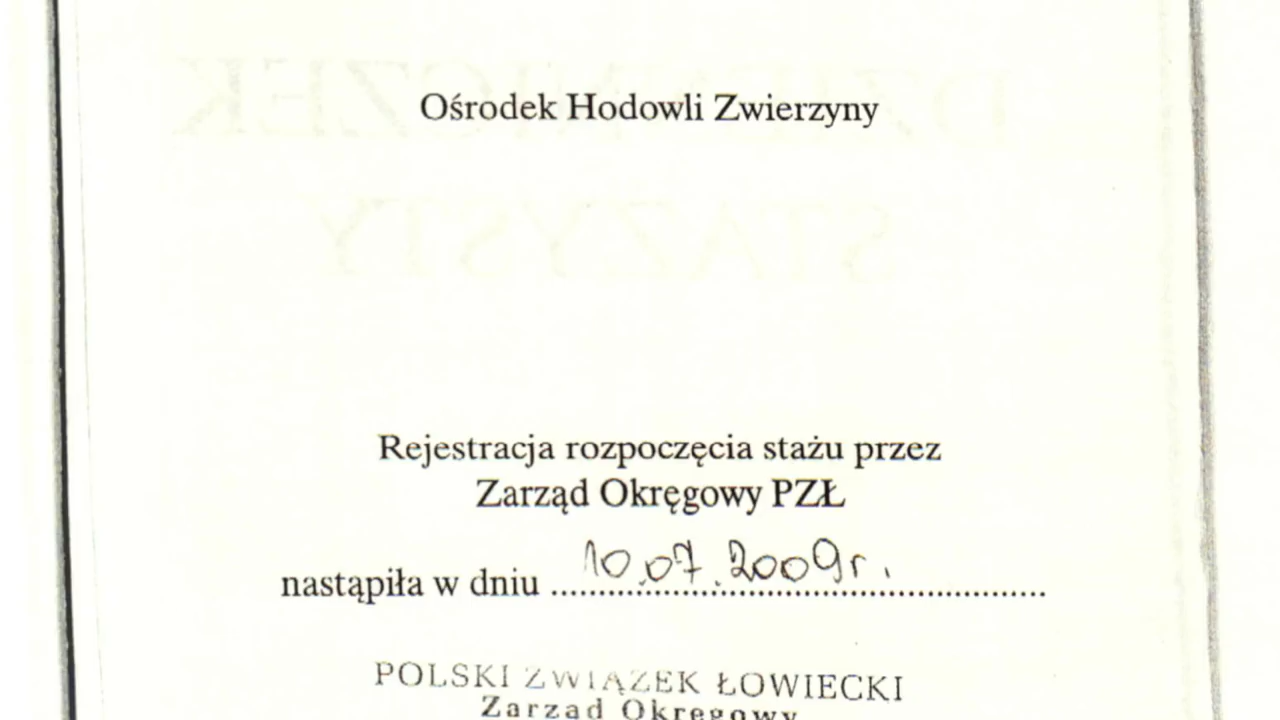 Ośrodek Hodowli Zwierzyny
Rejestracja rozpoczęcia stażu przez
Zarząd Okręgowy PZŁ
nastąpiła w dniu 10.07.2009r.
POLSKI ZWIĄZEK ŁOWIECKI
Zarząd Okręgowy